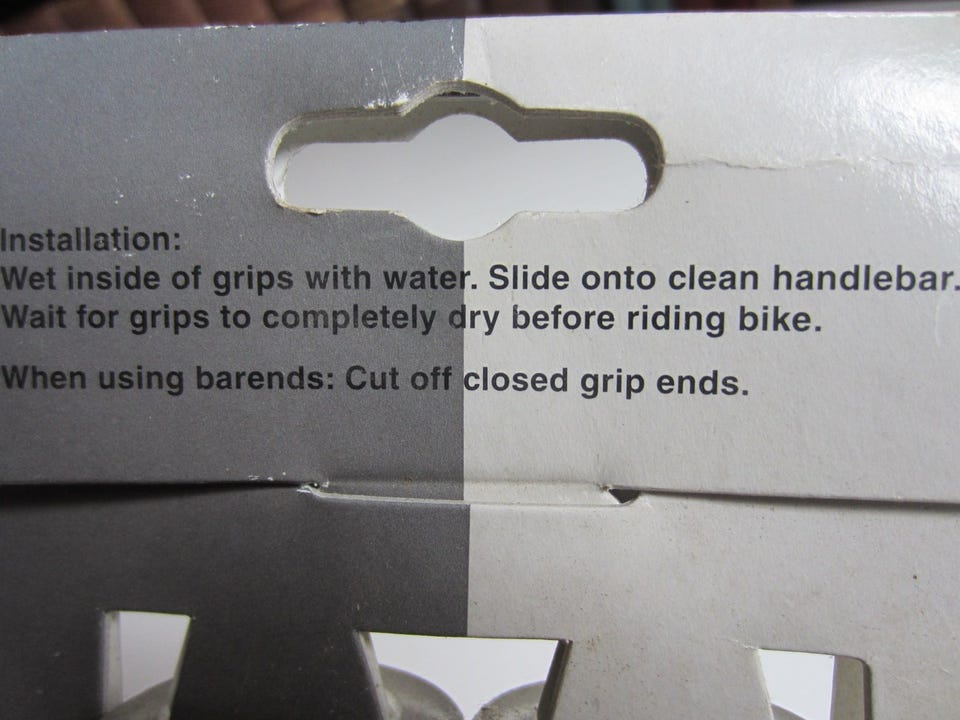 Installation:
Wet inside of grips with water. Slide onto clean handlebar.
Wait for grips to completely dry before riding bike.
When using barends: Cut off closed grip ends.